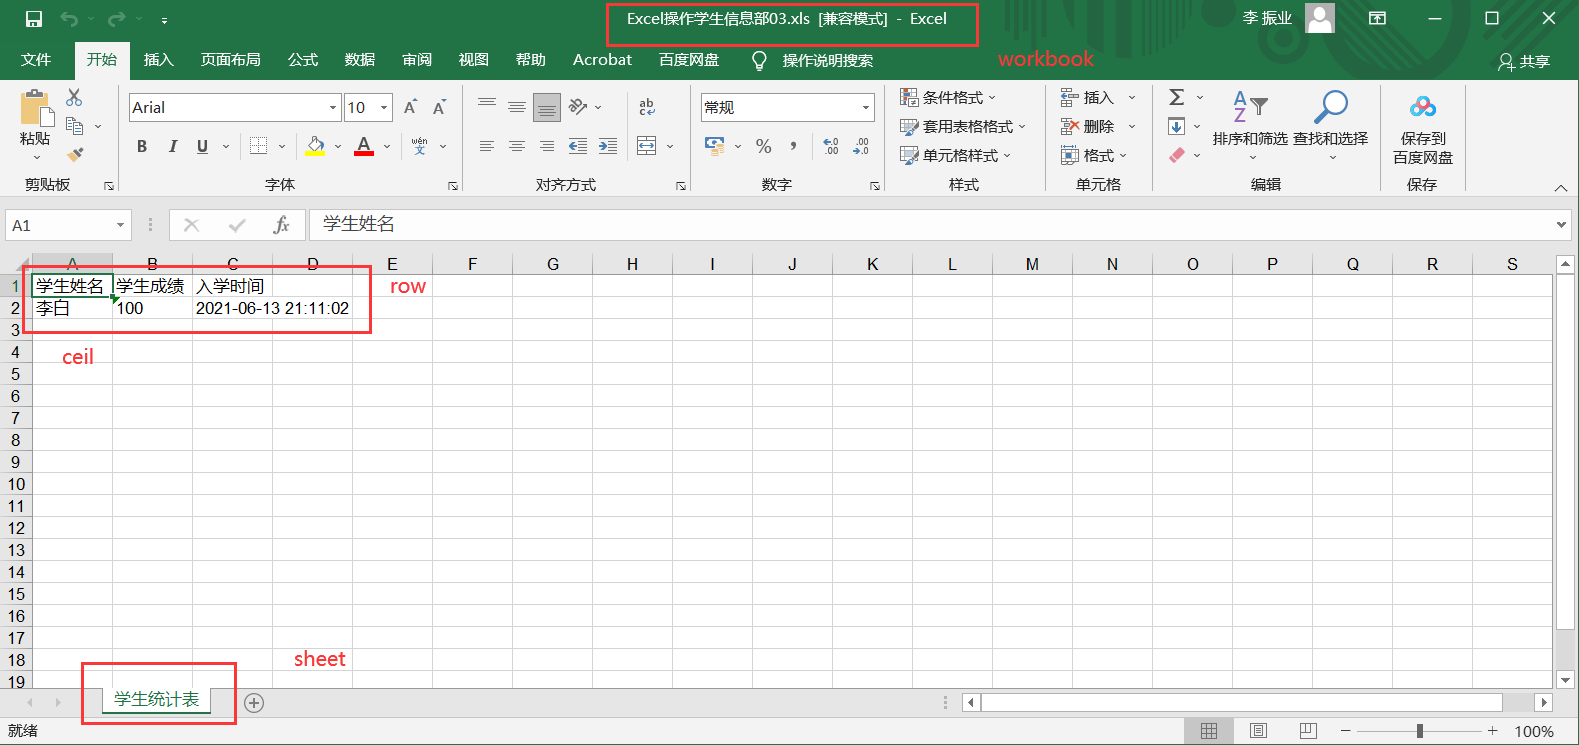 Excel操作学生信息部03.xls [兼容模式] - Excel
李 振业
文件 开始 插入 页面布局 公式 数据 审阅 视图 帮助 Acrobat 百度网盘 操作说明搜索 workbook 共享
粘贴
Arial 10
常规
条件格式
套用表格格式
单元格样式
插入
删除
格式
排序和筛选
查找和选择
保存到
百度网盘
B I U A wén 文 ab % Σ
剪贴板 字体 对齐方式 数字 样式 单元格 编辑 保存
A1 fx 学生姓名
A B C D E F G H I J K L M N O P Q R S
1 学生姓名 学生成绩 入学时间 row
2 李白 100 2021-06-13 21:11:02
3
4 ceil
5
6
7
8
9
10
11
12
13
14
15
16
17
18 sheet
19
学生统计表
就绪 100%